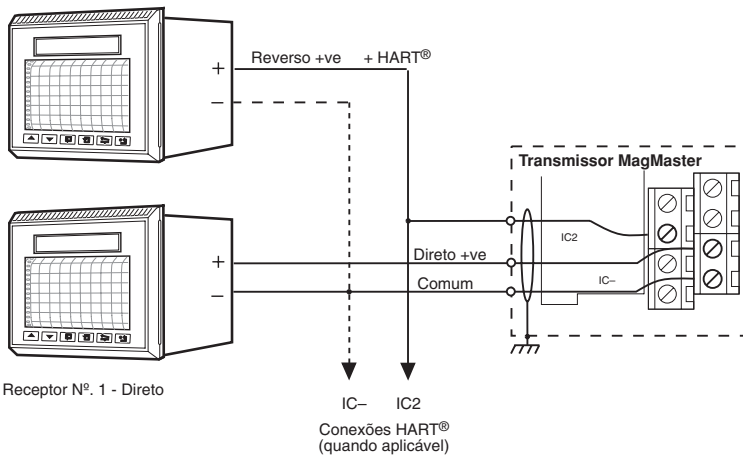 Reverso +ve + HART®
Transmissor MagMaster
IC2
Direto +ve
IC–
Comum
Receptor Nº. 1 - Direto
IC– IC2
Conexões HART®
(quando aplicável)